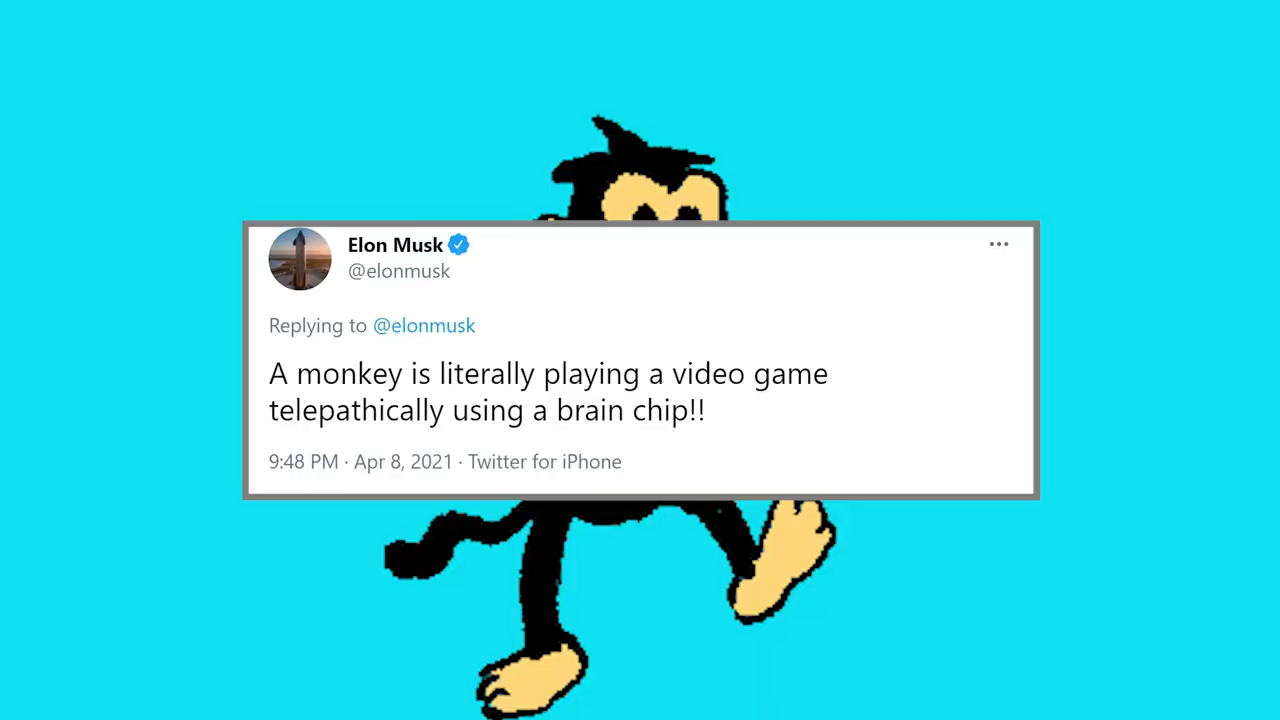 Elon Musk
@elonmusk
Replying to @elonmusk
A monkey is literally playing a video game
telepathically using a brain chip!!
9:48 PM · Apr 8, 2021 · Twitter for iPhone